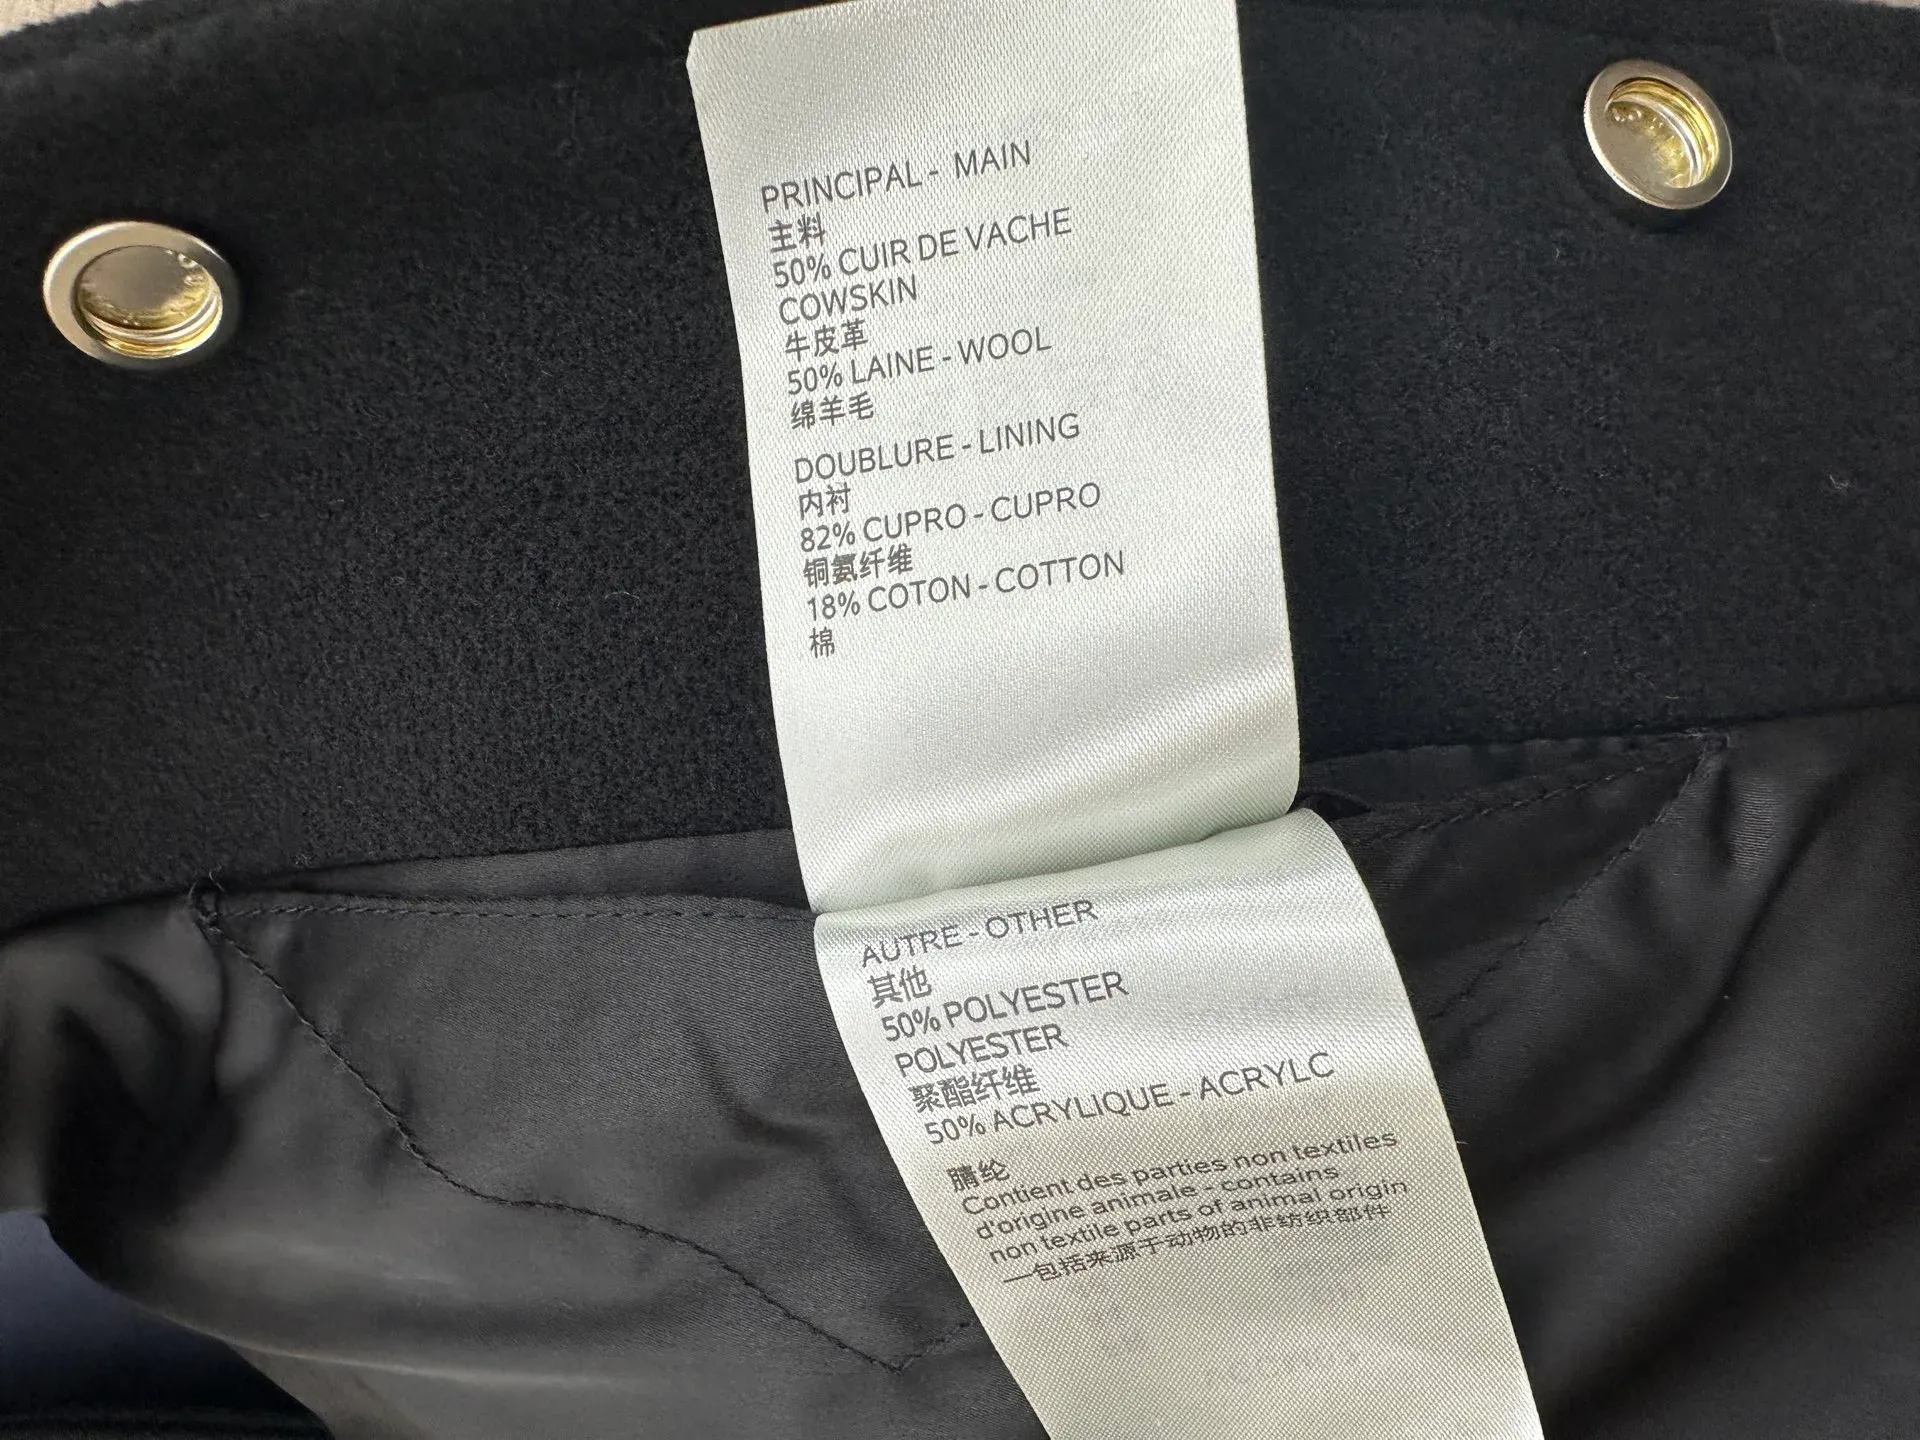 PRINCIPAL - MAIN
主料
50% CUIR DE VACHE
COWSKIN
牛皮革
50% LAINE - WOOL
绵羊毛
DOUBLURE - LINING
内衬
82% CUPRO - CUPRO
铜氨纤维
18% COTON - COTTON
棉
AUTRE - OTHER
其他
50% POLYESTER
POLYESTER
聚酯纤维
50% ACRYLIQUE - ACRYLC
腈纶
Contient des parties non textiles
d'origine animale - contains
non textile parts of animal origin
一包括来源于动物的非纺织部件